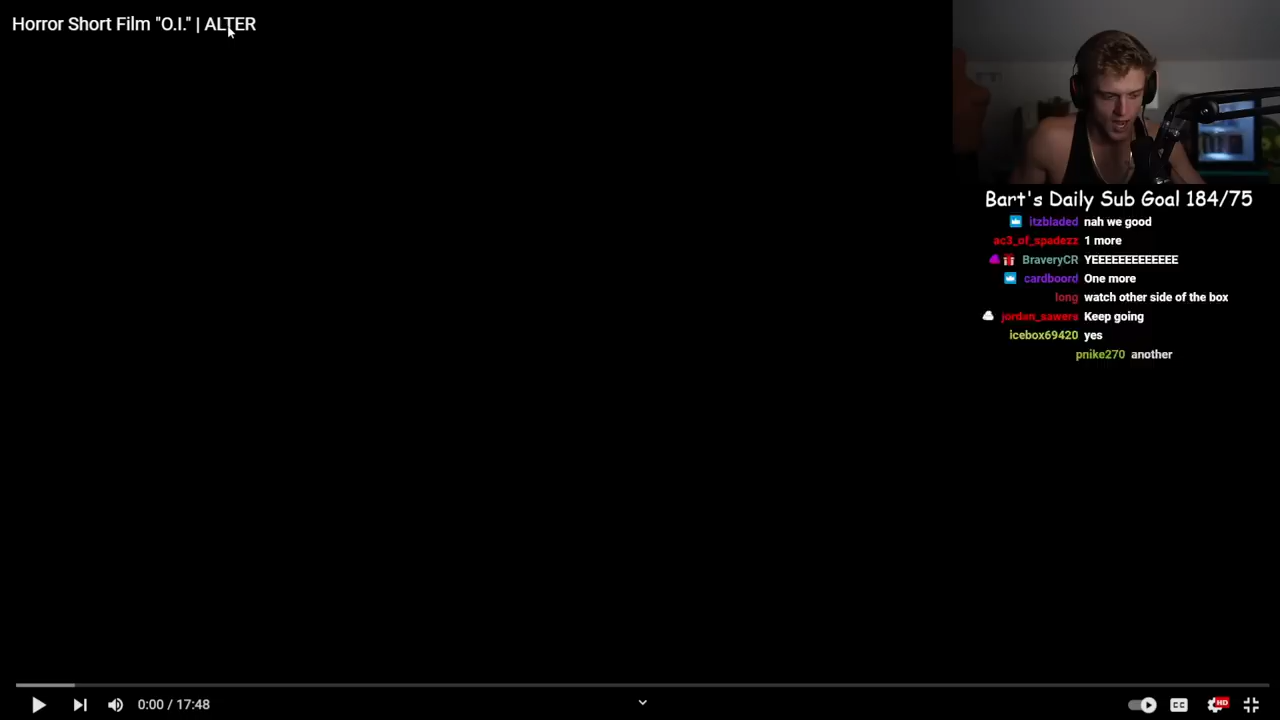 Horror Short Film "O.I." | ALTER
Bart's Daily Sub Goal 184/75
itzbladed nah we good
ac3_of_spadezz 1 more
BraveryCR YEEEEEEEEEEEEE
cardboord One more
long watch other side of the box
jordan_sawers Keep going
icebox69420 yes
pnike270 another
0:00 / 17:48
CC
HD